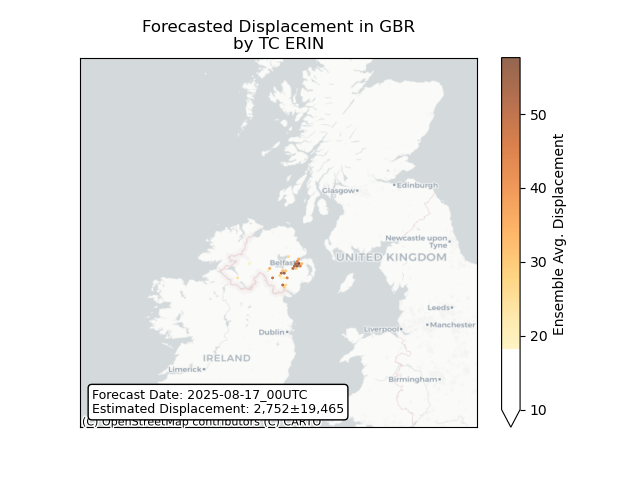 Forecasted Displacement in GBR
by TC ERIN
Glasgow
Edinburgh
Newcastle upon
Tyne
UNITED KINGDOM
Belfast
Leeds
Dublin
Liverpool
Manchester
IRELAND
Limerick
Birmingham
Forecast Date: 2025-08-17_00UTC
Estimated Displacement: 2,752±19,465
(C) OpenStreetMap contributors (C) CARTO
50
40
30
20
10
Ensemble Avg. Displacement